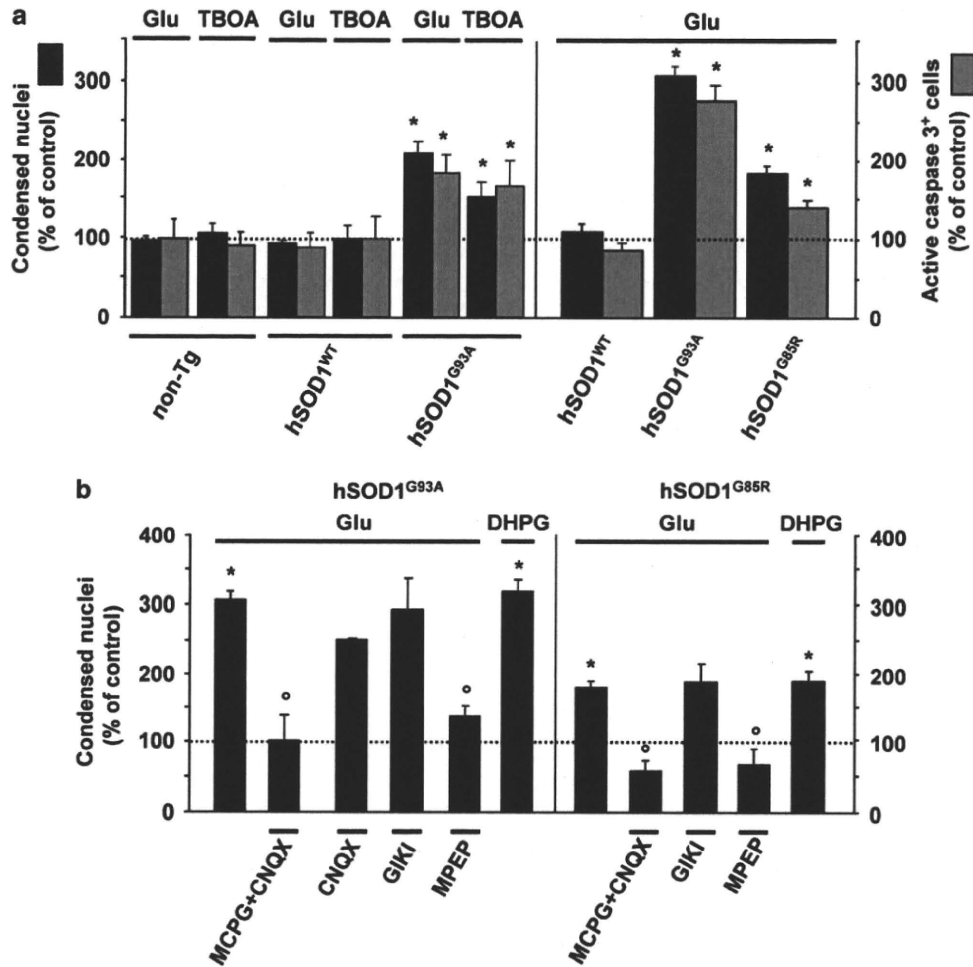 a
Glu TBOA Glu TBOA Glu TBOA Glu
Condensed nuclei
(% of control)
300
200
100
0
* * * * * * * *
300
200
100
0
Active caspase 3+ cells
(% of control)
non-Tg hSOD1WT hSOD1G93A hSOD1WT hSOD1G93A hSOD1G85R
b
hSOD1G93A hSOD1G85R
Glu DHPG Glu DHPG
Condensed nuclei
(% of control)
400
300
200
100
0
* ° ° * * ° ° *
400
300
200
100
0
MCPG+CNQX CNQX GIKI MPEP MCPG+CNQX GIKI MPEP